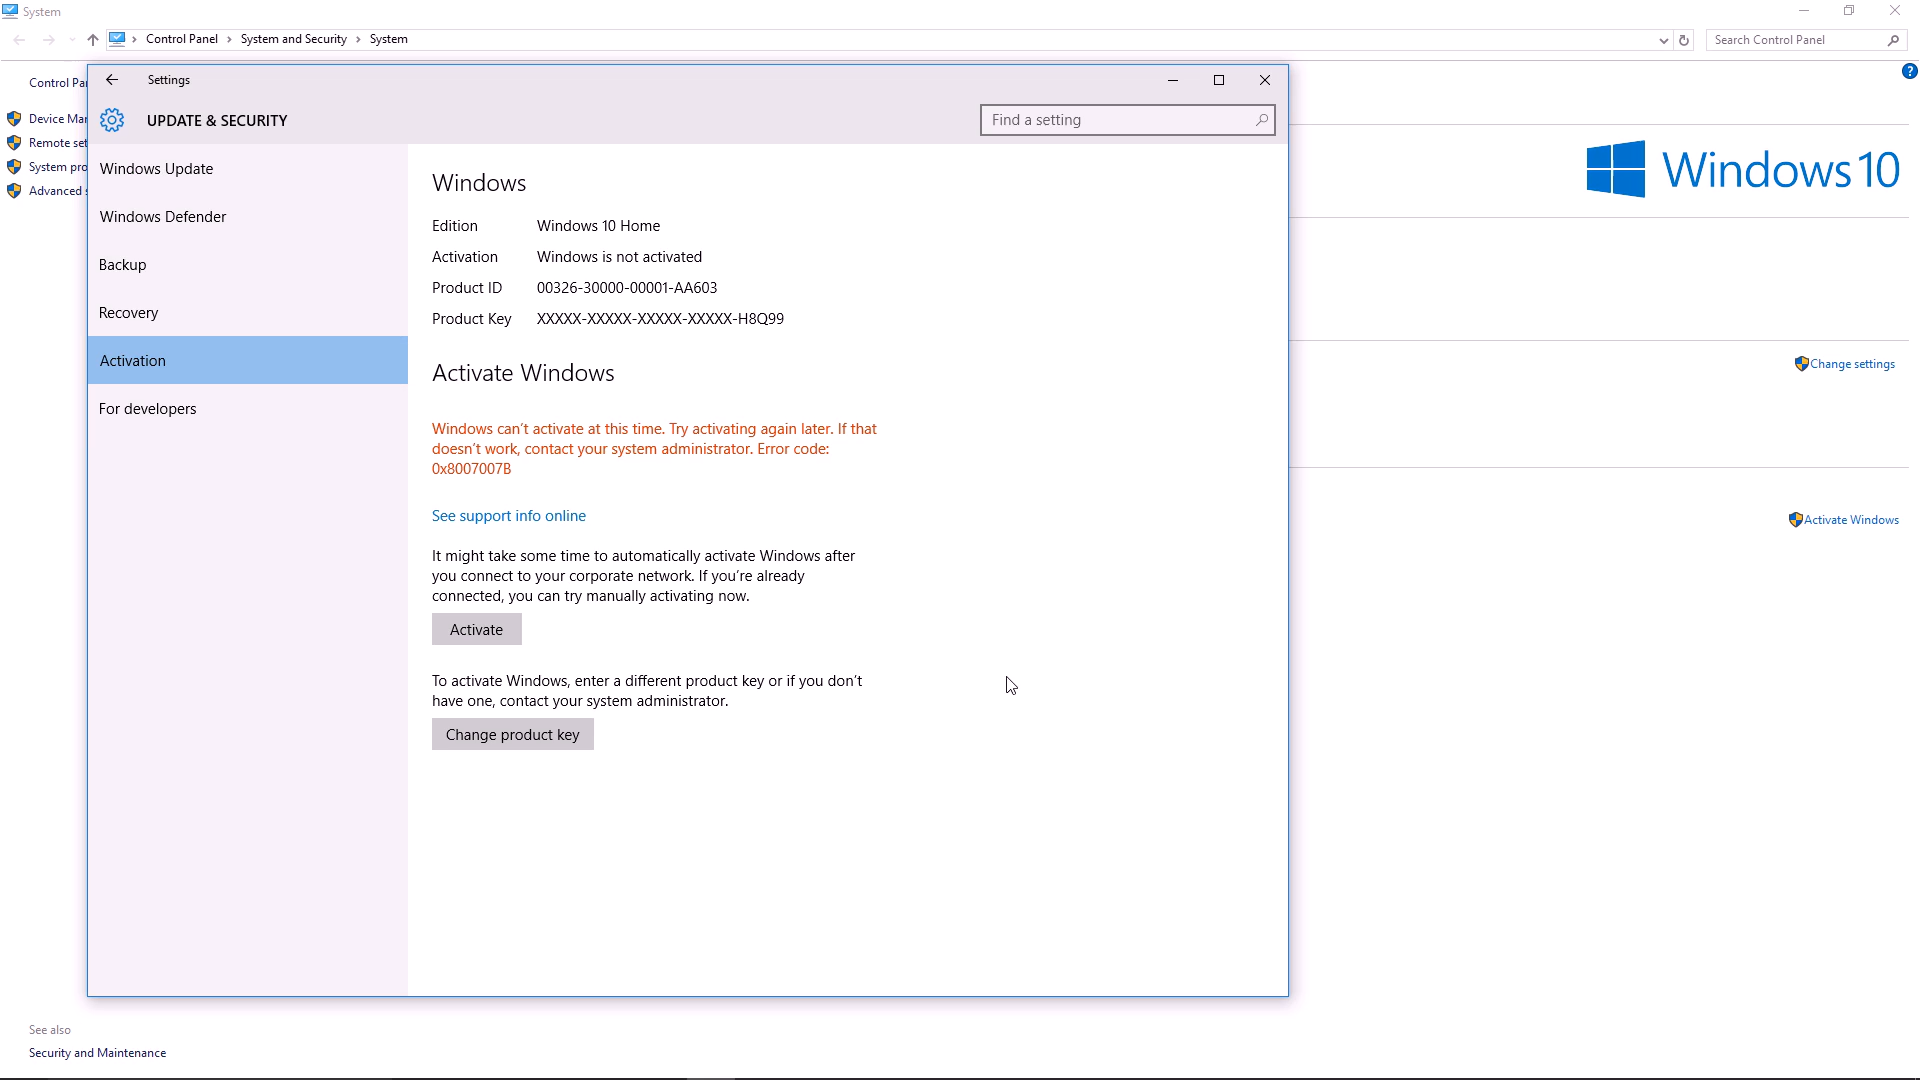 System
Control Panel > System and Security > System
Search Control Panel
Control Pa
Device Mar
Remote set
System pro
Advanced s
Settings
UPDATE & SECURITY
Find a setting
Windows Update
Windows Defender
Backup
Recovery
Activation
For developers
Windows
Edition Windows 10 Home
Activation Windows is not activated
Product ID 00326-30000-00001-AA603
Product Key XXXXX-XXXXX-XXXXX-XXXXX-H8Q99
Activate Windows
Windows can't activate at this time. Try activating again later. If that
doesn't work, contact your system administrator. Error code:
0x8007007B
See support info online
It might take some time to automatically activate Windows after
you connect to your corporate network. If you're already
connected, you can try manually activating now.
Activate
To activate Windows, enter a different product key or if you don't
have one, contact your system administrator.
Change product key
?
Windows 10
Change settings
Activate Windows
See also
Security and Maintenance